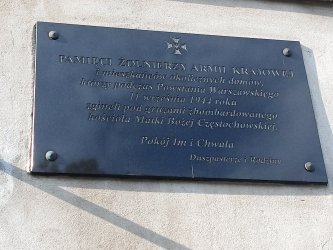 PAMIĘCI ŻOŁNIERZY ARMII KRAJOWEJ
i mieszkańców okolicznych domów,
którzy podczas Powstania Warszawskiego
11 września 1944 roku
zginęli pod gruzami zbombardowanego
kościoła Matki Bożej Częstochowskiej.
Pokój Im i Chwała
Duszpasterze i Rodziny